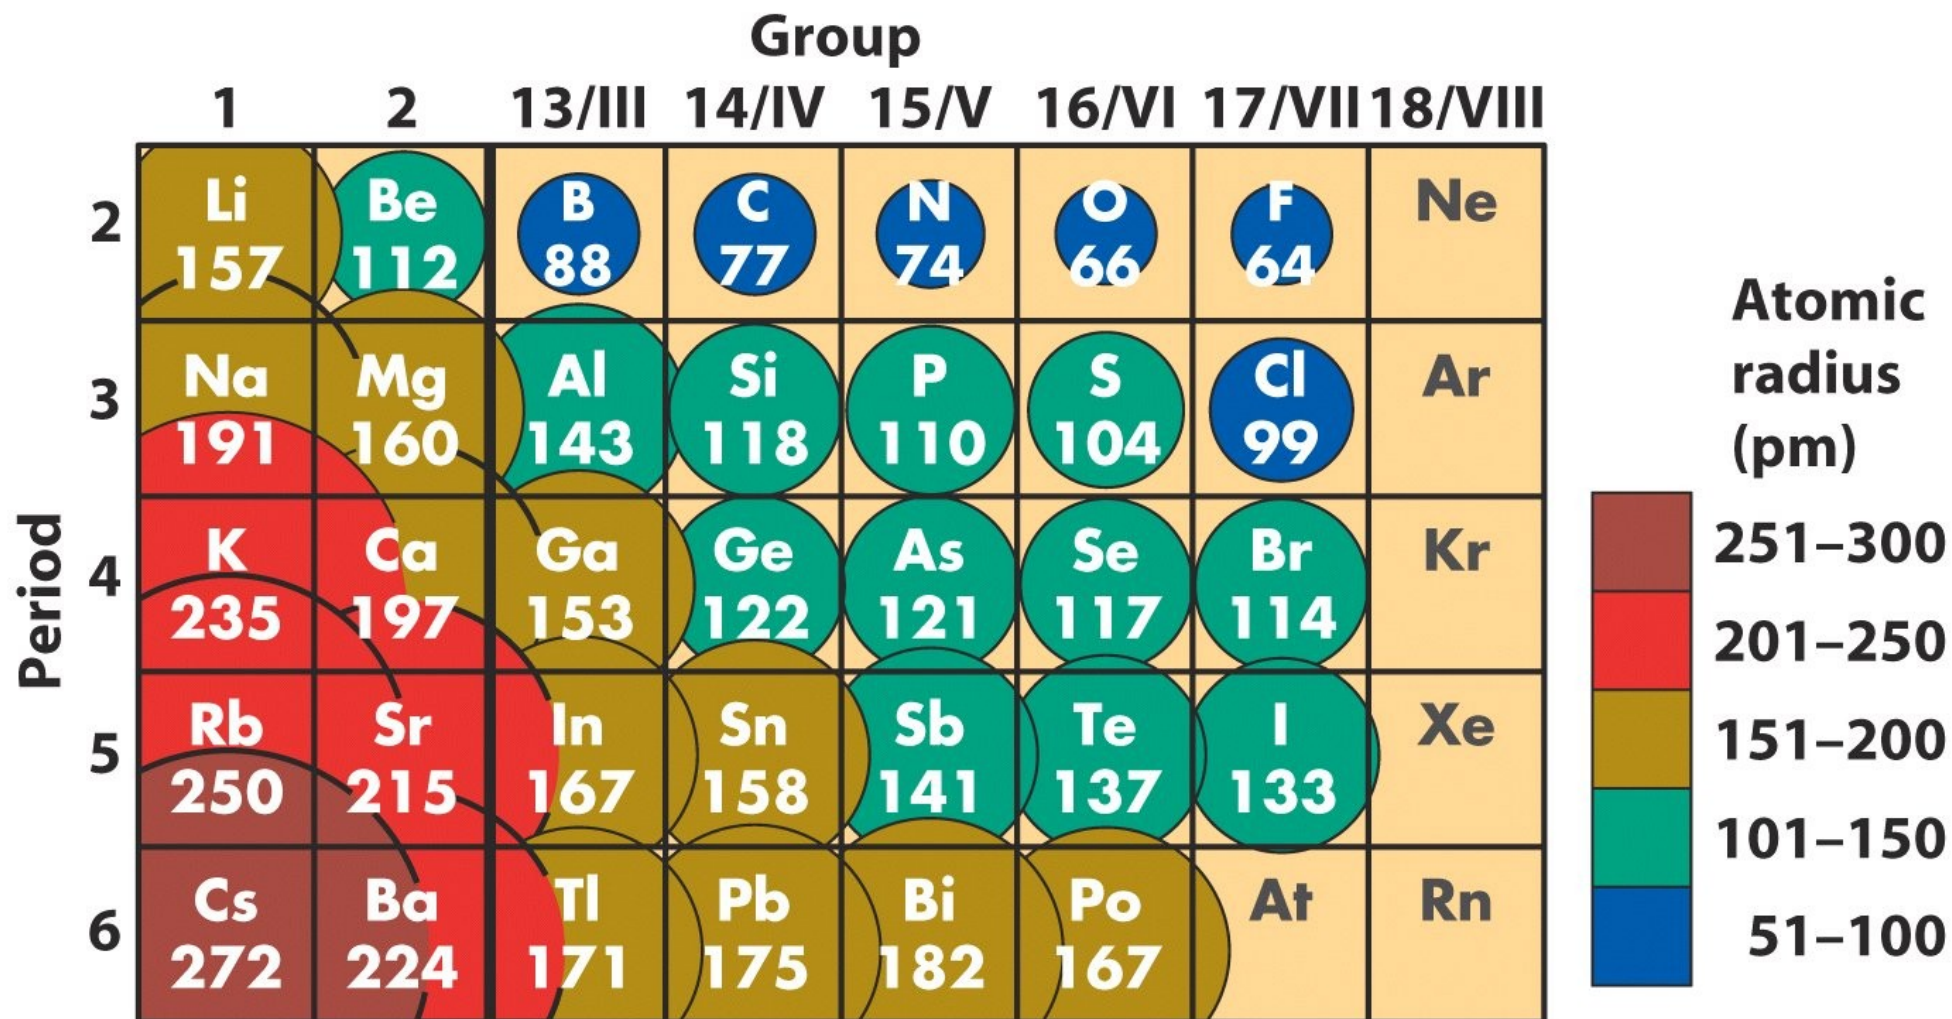 Group
1 2 13/III 14/IV 15/V 16/VI 17/VII 18/VIII
Period
2
Li Be B C N O F Ne
157 112 88 77 74 66 64
3
Na Mg Al Si P S Cl Ar
191 160 143 118 110 104 99
4
K Ca Ga Ge As Se Br Kr
235 197 153 122 121 117 114
5
Rb Sr In Sn Sb Te I Xe
250 215 167 158 141 137 133
6
Cs Ba Tl Pb Bi Po At Rn
272 224 171 175 182 167
Atomic
radius
(pm)
251–300
201–250
151–200
101–150
51–100